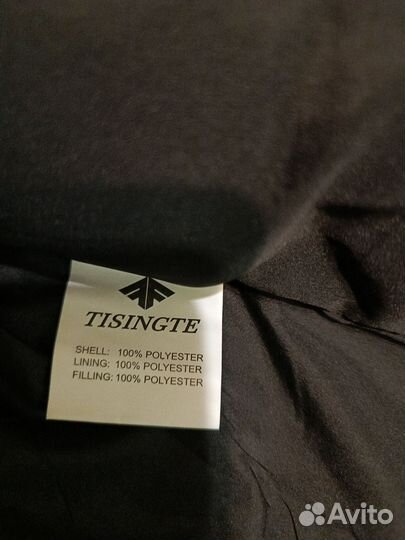 TISINGTE
SHELL: 100% POLYESTER
LINING: 100% POLYESTER
FILLING: 100% POLYESTER
Avito